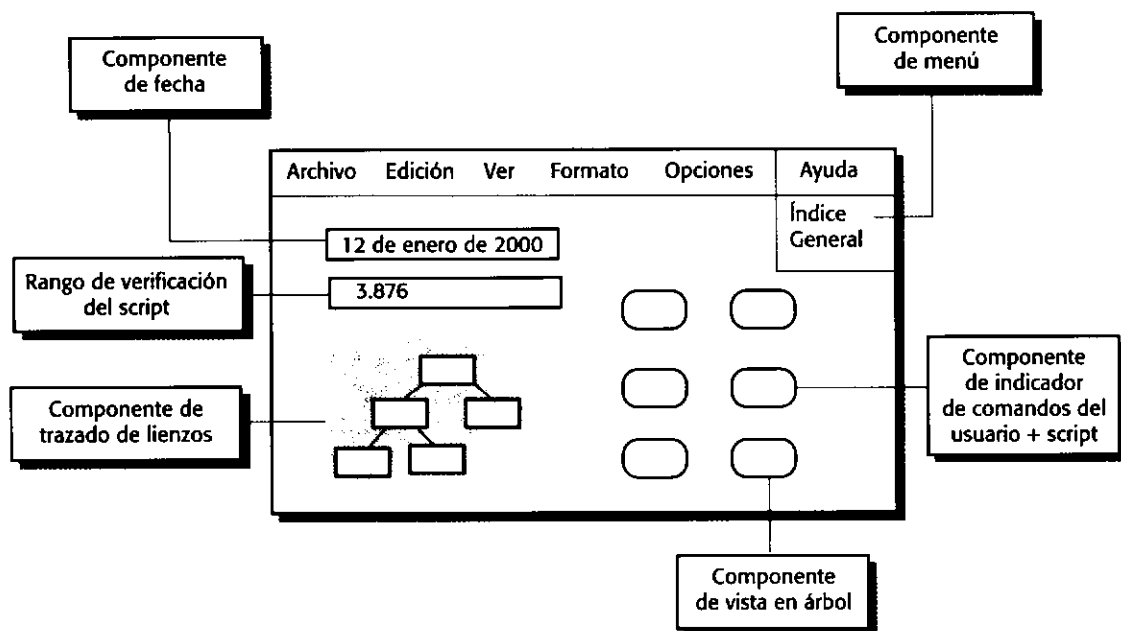 Componente
de fecha
Componente
de menú
Archivo Edición Ver Formato Opciones Ayuda
Índice
General
12 de enero de 2000
Rango de verificación
del script
3.876
Componente de
trazado de lienzos
Componente
de indicador
de comandos del
usuario + script
Componente
de vista en árbol